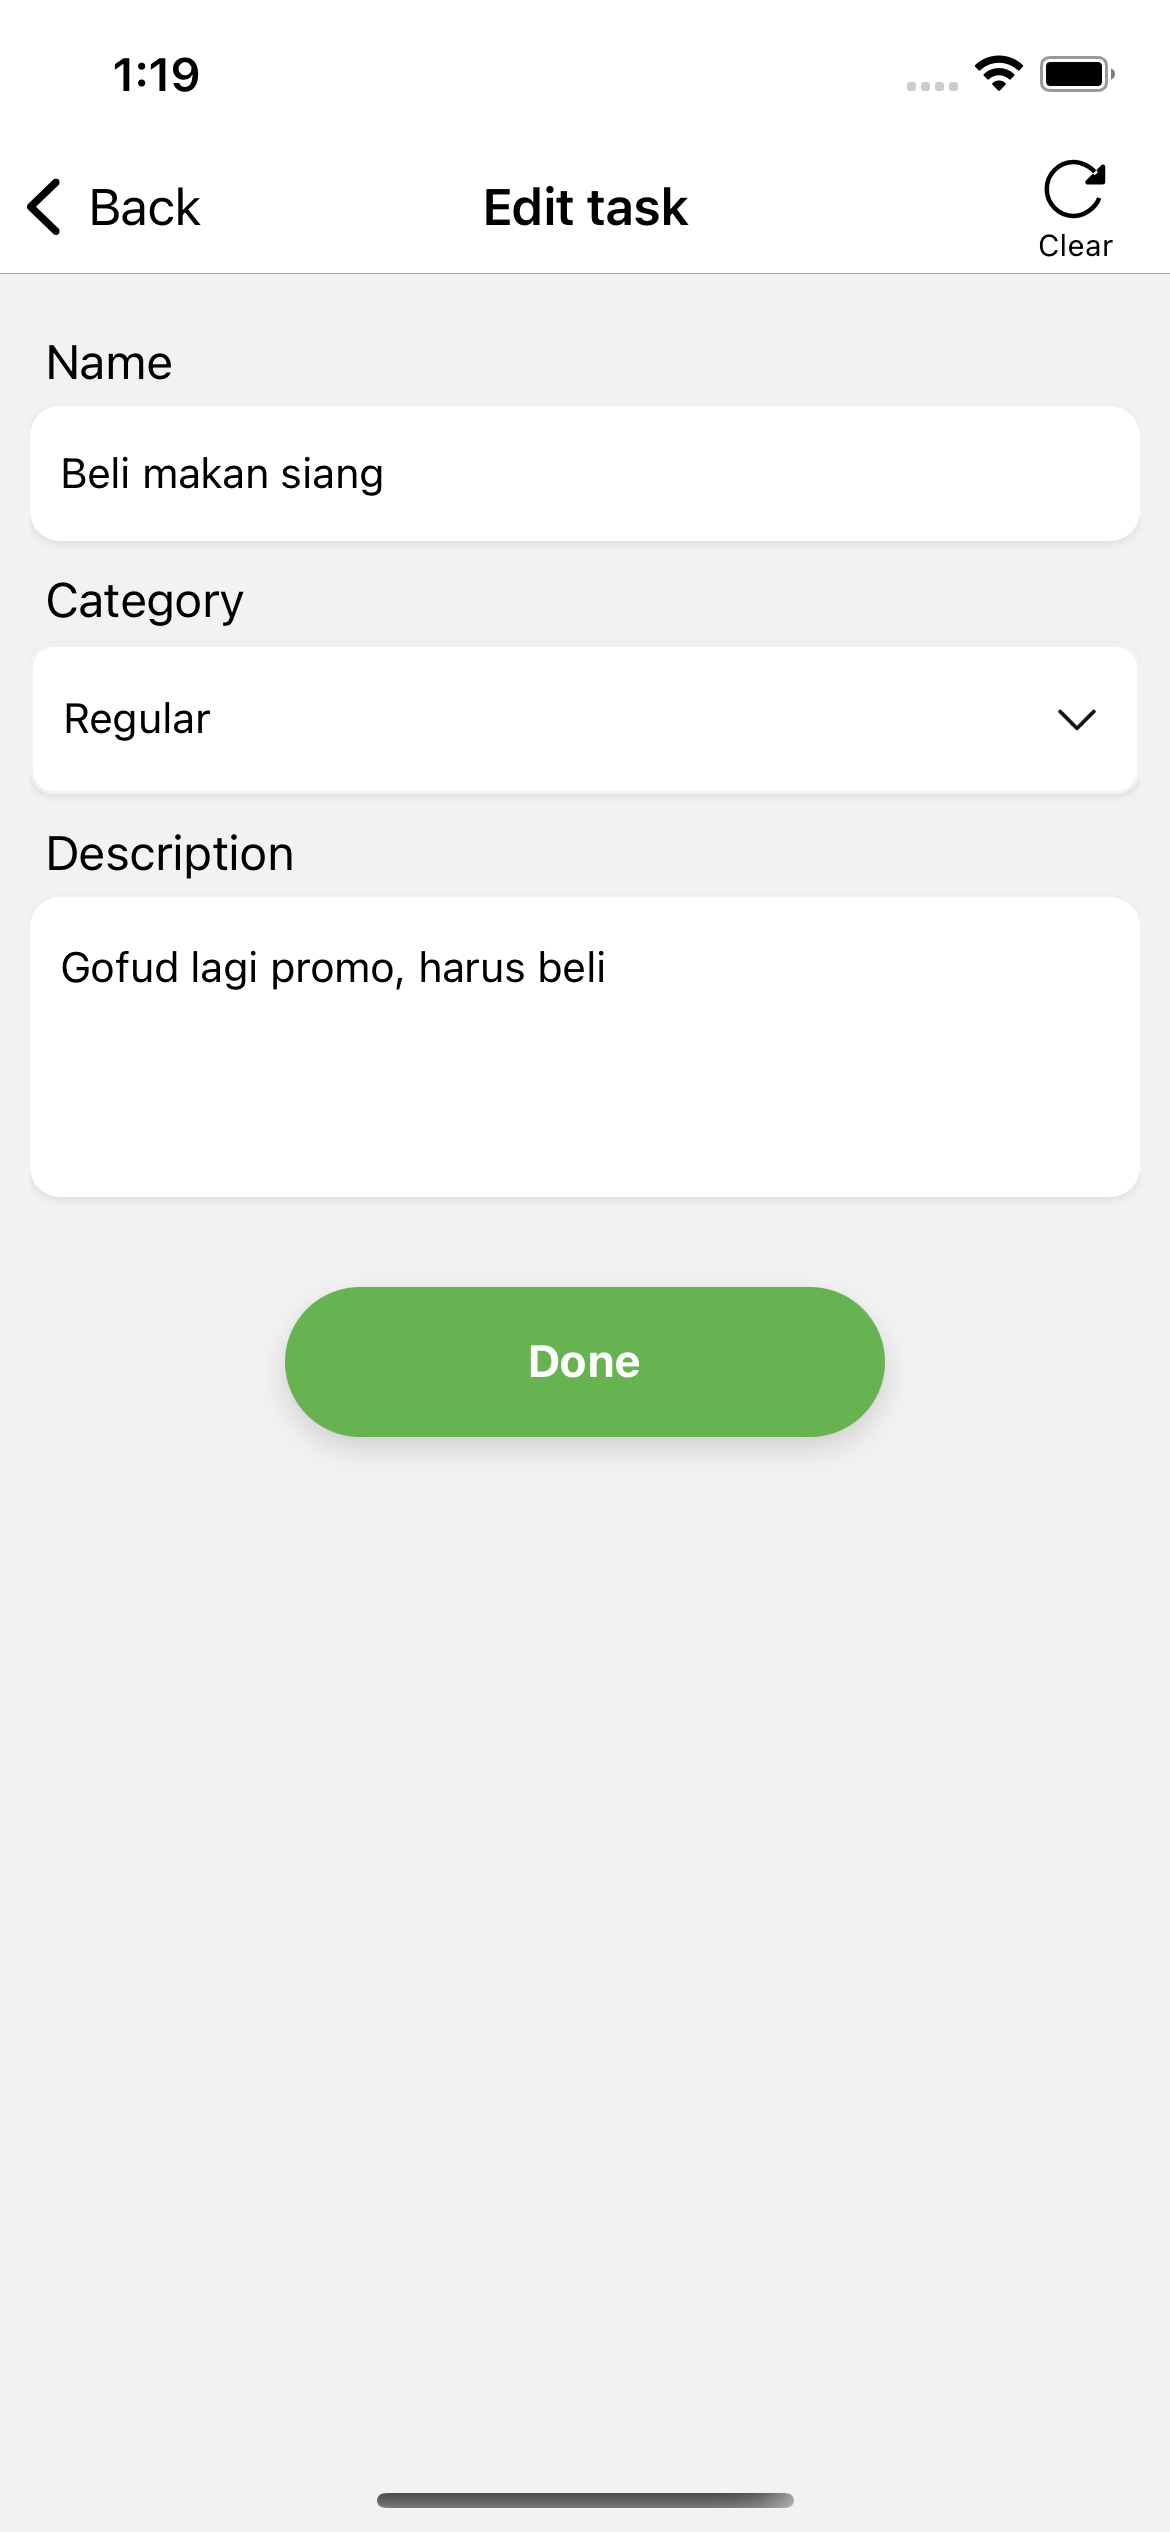 1:19
Back
Edit task
Clear
Name
Beli makan siang
Category
Regular
Description
Gofud lagi promo, harus beli
Done